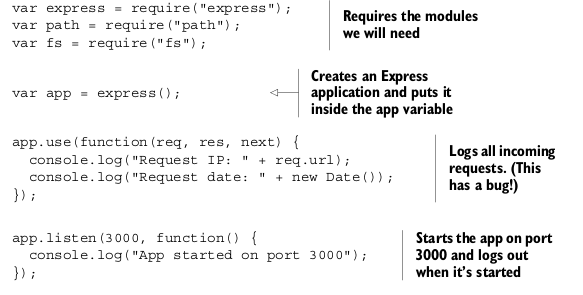 var express = require("express");
var path = require("path");
var fs = require("fs");
Requires the modules
we will need
var app = express();
Creates an Express
application and puts it
inside the app variable
app.use(function(req, res, next) {
  console.log("Request IP: " + req.url);
  console.log("Request date: " + new Date());
});
Logs all incoming
requests. (This
has a bug!)
app.listen(3000, function() {
  console.log("App started on port 3000");
});
Starts the app on port
3000 and logs out
when it's started